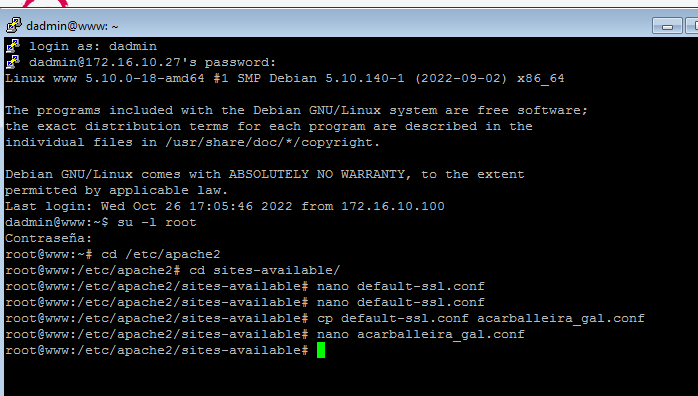 dadmin@www: ~
login as: dadmin
dadmin@172.16.10.27's password:
Linux www 5.10.0-18-amd64 #1 SMP Debian 5.10.140-1 (2022-09-02) x86_64
The programs included with the Debian GNU/Linux system are free software;
the exact distribution terms for each program are described in the
individual files in /usr/share/doc/*/copyright.
Debian GNU/Linux comes with ABSOLUTELY NO WARRANTY, to the extent
permitted by applicable law.
Last login: Wed Oct 26 17:05:46 2022 from 172.16.10.100
dadmin@www:~$ su -l root
Contraseña:
root@www:~# cd /etc/apache2
root@www:/etc/apache2# cd sites-available/
root@www:/etc/apache2/sites-available# nano default-ssl.conf
root@www:/etc/apache2/sites-available# nano default-ssl.conf
root@www:/etc/apache2/sites-available# cp default-ssl.conf acarballeira_gal.conf
root@www:/etc/apache2/sites-available# nano acarballeira_gal.conf
root@www:/etc/apache2/sites-available#